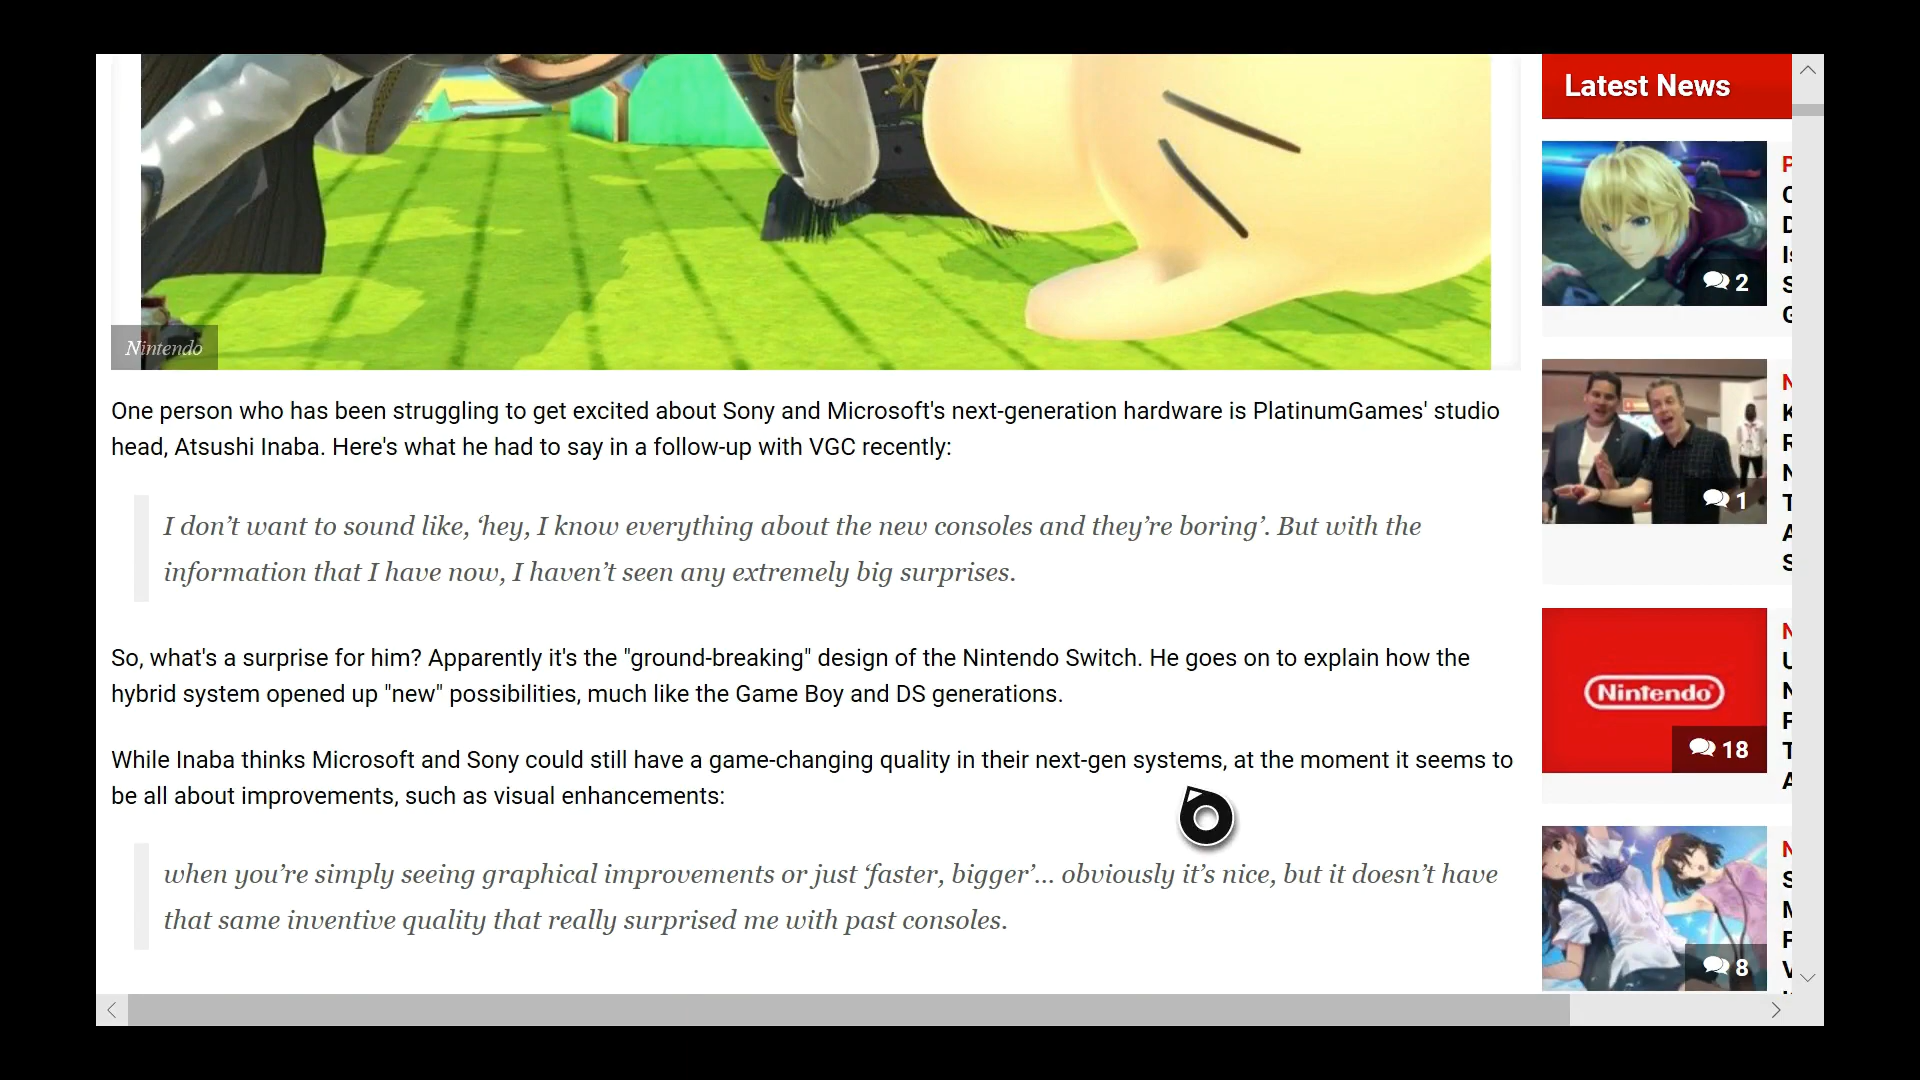 Latest News
Nintendo
One person who has been struggling to get excited about Sony and Microsoft's next-generation hardware is PlatinumGames' studio
head, Atsushi Inaba. Here's what he had to say in a follow-up with VGC recently:
I don’t want to sound like, ‘hey, I know everything about the new consoles and they’re boring’. But with the
information that I have now, I haven’t seen any extremely big surprises.
So, what's a surprise for him? Apparently it's the "ground-breaking" design of the Nintendo Switch. He goes on to explain how the
hybrid system opened up "new" possibilities, much like the Game Boy and DS generations.
While Inaba thinks Microsoft and Sony could still have a game-changing quality in their next-gen systems, at the moment it seems to
be all about improvements, such as visual enhancements:
when you’re simply seeing graphical improvements or just ‘faster, bigger’... obviously it’s nice, but it doesn’t have
that same inventive quality that really surprised me with past consoles.
2
1
Nintendo
18
8